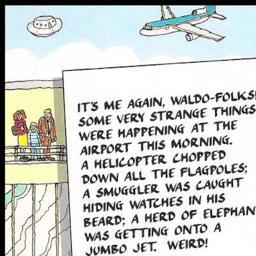 IT'S ME AGAIN, WALDO-FOLKS!
SOME VERY STRANGE THINGS
WERE HAPPENING AT THE
AIRPORT THIS MORNING.
A HELICOPTER CHOPPED
DOWN ALL THE FLAGPOLES;
A SMUGGLER WAS CAUGHT
HIDING WATCHES IN HIS
BEARD; A HERD OF ELEPHAN
WAS GETTING ONTO A
JUMBO JET. WEIRD!